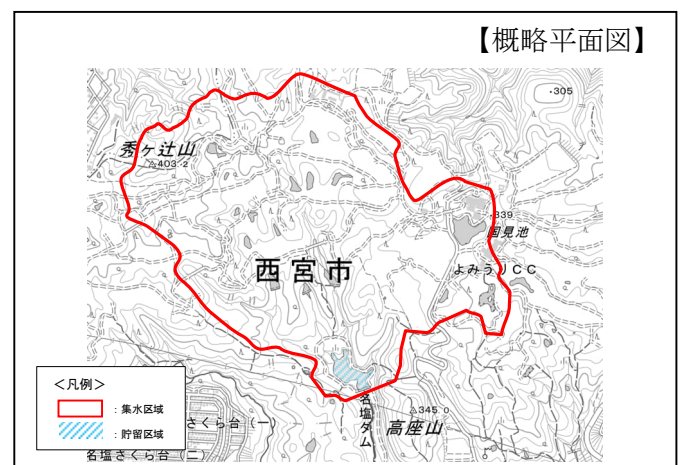 【概略平面図】
・305
秀ヶ辻山
△403・2
・339
国見池
よみうりCC
西宮市
<凡例>
：集水区域
：貯留区域
名塩ダム
△345・0
高座山
さくら台（一）
名塩さくら台（二）